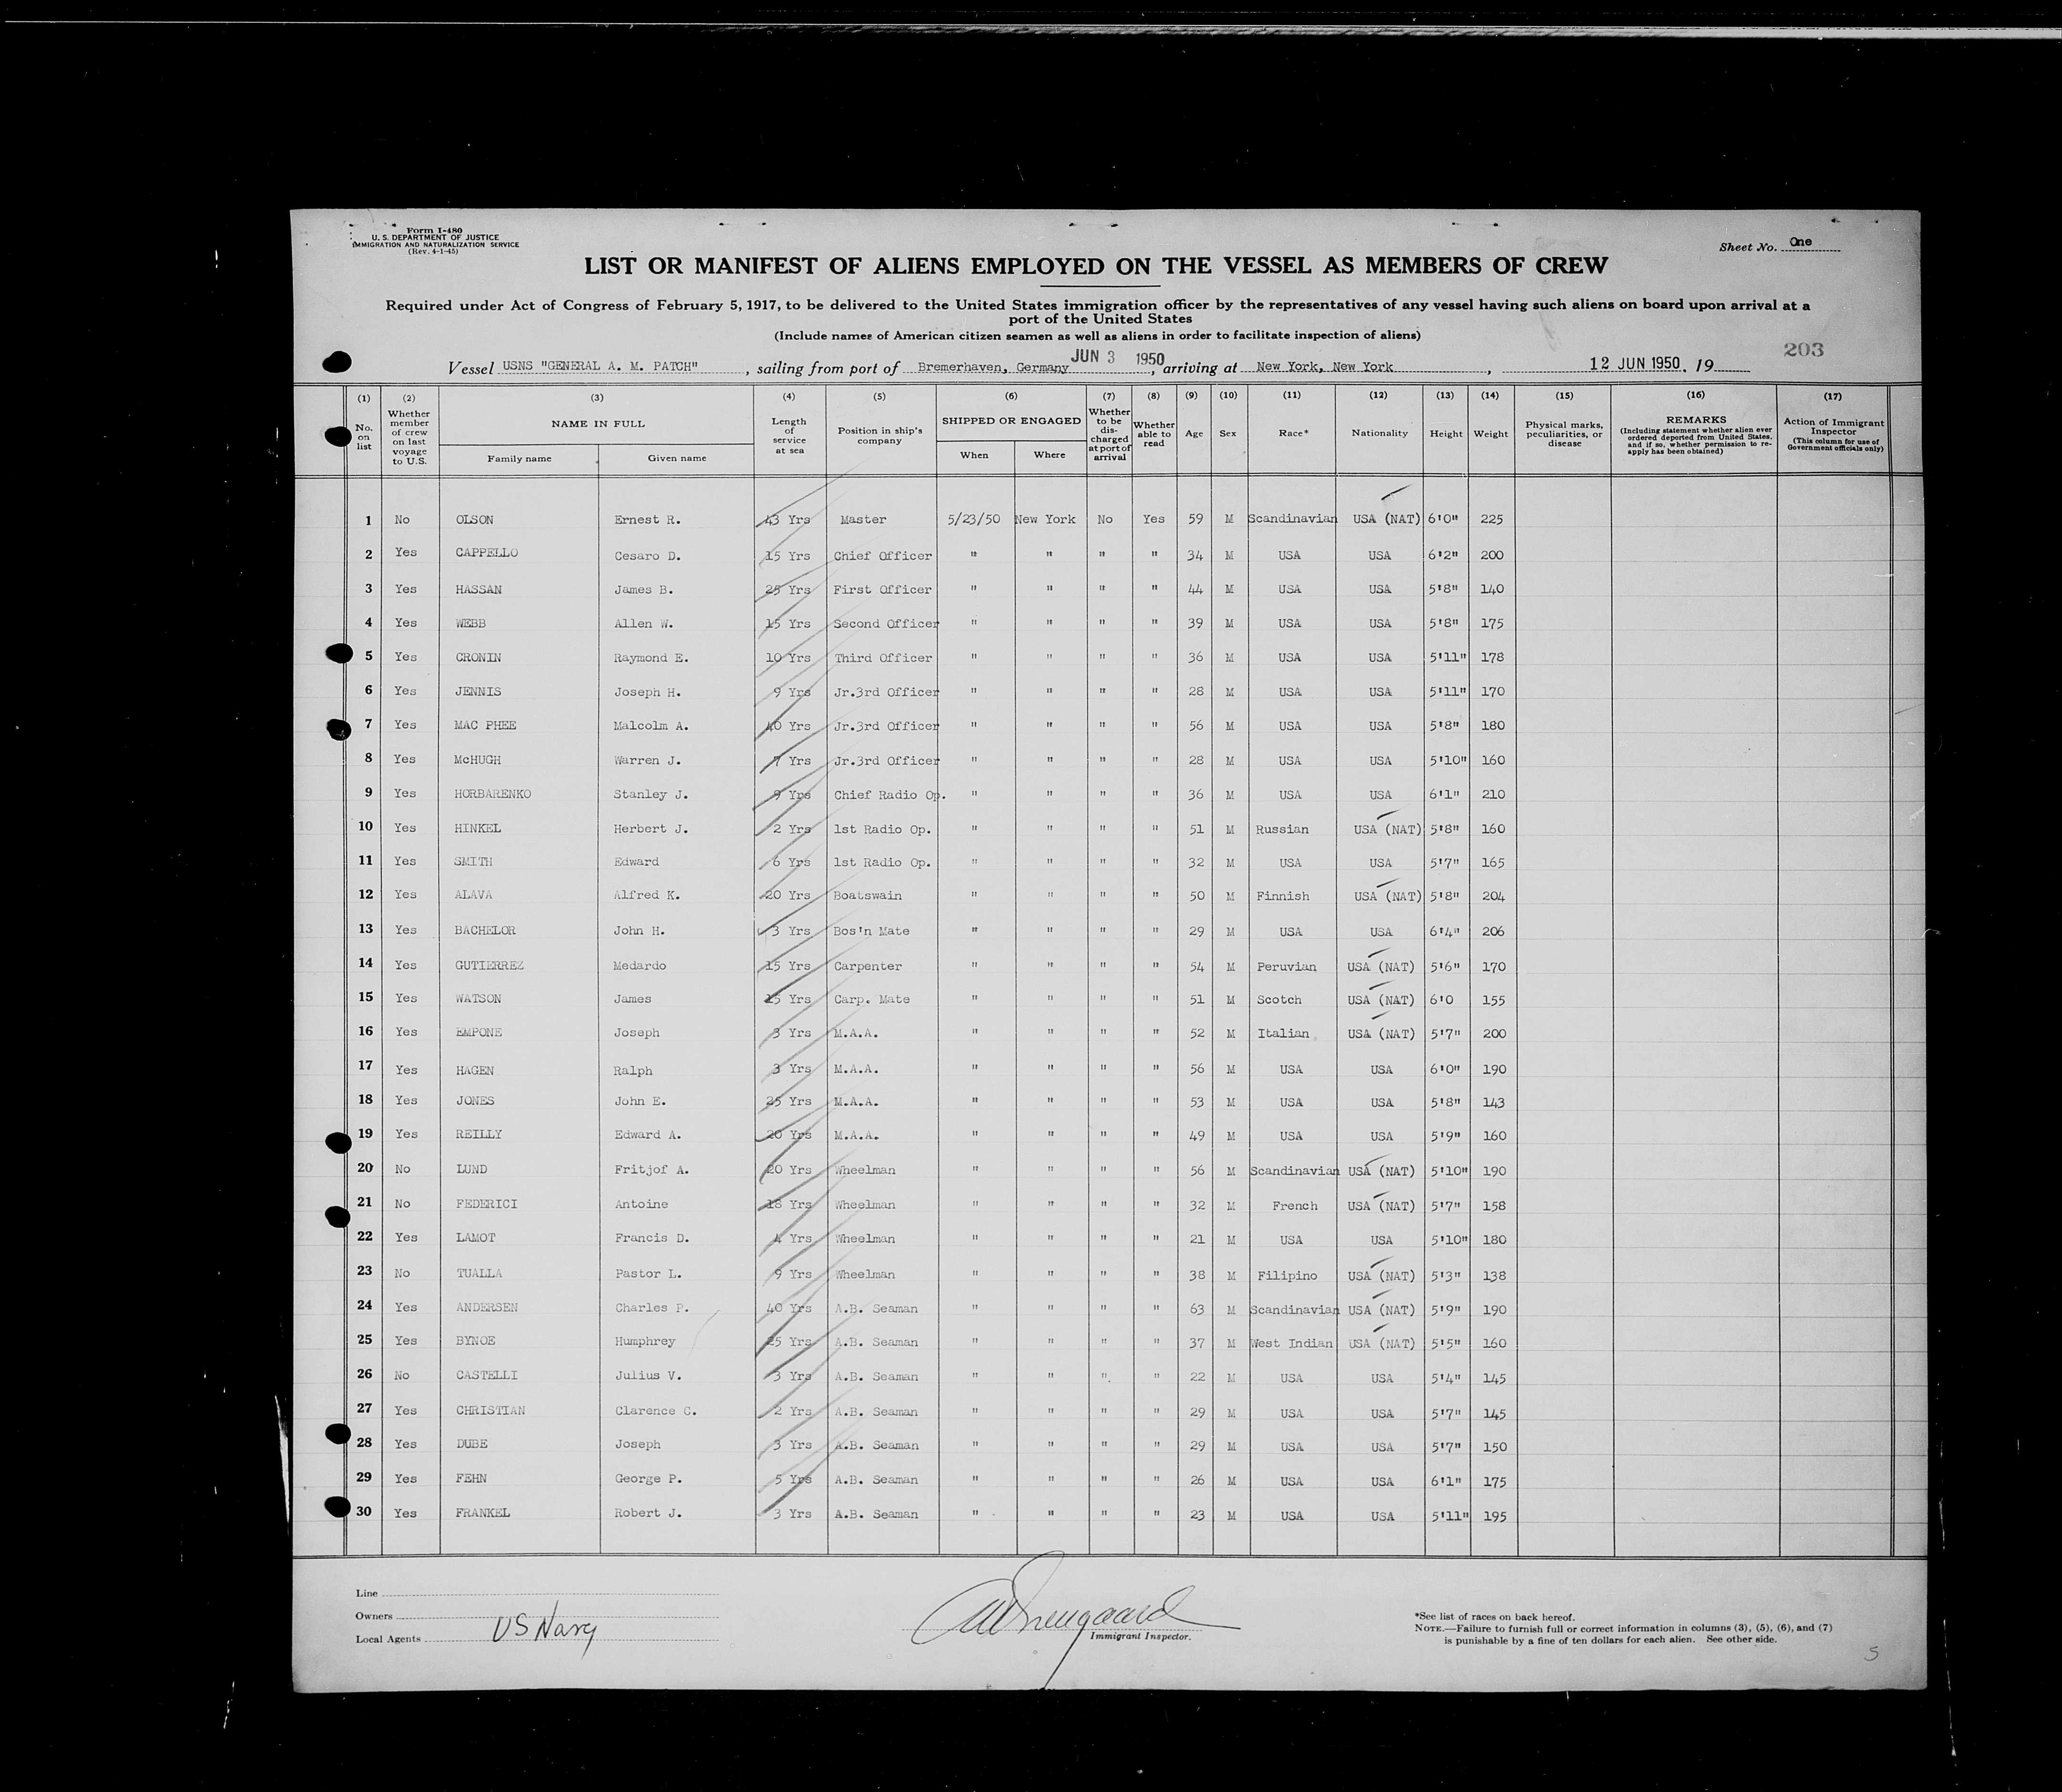 Form I-480
U. S. DEPARTMENT OF JUSTICE
IMMIGRATION AND NATURALIZATION SERVICE
(Rev. 4-1-45)
Sheet No. One
LIST OR MANIFEST OF ALIENS EMPLOYED ON THE VESSEL AS MEMBERS OF CREW
Required under Act of Congress of February 5, 1917, to be delivered to the United States immigration officer by the representatives of any vessel having such aliens on board upon arrival at a
port of the United States
(Include names of American citizen seamen as well as aliens in order to facilitate inspection of aliens)
203
Vessel USNS "GENERAL A. M. PATCH", sailing from port of Bremerhaven, Germany JUN 3 1950, arriving at New York, New York, 12 JUN 1950, 19
(1) No. on list (2) Whether member of crew on last voyage to U.S. (3) NAME IN FULL Family name Given name (4) Length of service at sea (5) Position in ship's company (6) SHIPPED OR ENGAGED When Where (7) Whether to be discharged at port of arrival (8) Whether able to read (9) Age (10) Sex (11) Race* (12) Nationality (13) Height (14) Weight (15) Physical marks, peculiarities, or disease (16) REMARKS (Including statement whether alien ever ordered deported from United States, and if so, whether permission to re-apply has been obtained) (17) Action of Immigrant Inspector (This column for use of Government officials only)
1 No OLSON Ernest R. 43 Yrs Master 5/23/50 New York No Yes 59 M Scandinavian USA (NAT) 6'0" 225
2 Yes CAPPELLO Cesaro D. 15 Yrs Chief Officer " " " " 34 M USA USA 6'2" 200
3 Yes HASSAN James B. 25 Yrs First Officer " " " " 44 M USA USA 5'8" 140
4 Yes WEBB Allen W. 15 Yrs Second Officer " " " " 39 M USA USA 5'8" 175
5 Yes CRONIN Raymond E. 10 Yrs Third Officer " " " " 36 M USA USA 5'11" 178
6 Yes JENNIS Joseph H. 9 Yrs Jr.3rd Officer " " " " 28 M USA USA 5'11" 170
7 Yes MAC PHEE Malcolm A. 40 Yrs Jr.3rd Officer " " " " 56 M USA USA 5'8" 180
8 Yes McHUGH Warren J. 7 Yrs Jr.3rd Officer " " " " 28 M USA USA 5'10" 160
9 Yes HORBARENKO Stanley J. 9 Yrs Chief Radio Op. " " " " 36 M USA USA 6'1" 210
10 Yes HINKEL Herbert J. 2 Yrs 1st Radio Op. " " " " 51 M Russian USA (NAT) 5'8" 160
11 Yes SMITH Edward 6 Yrs 1st Radio Op. " " " " 32 M USA USA 5'7" 165
12 Yes ALAVA Alfred K. 20 Yrs Boatswain " " " " 50 M Finnish USA (NAT) 5'8" 204
13 Yes BACHELOR John H. 3 Yrs Bos'n Mate " " " " 29 M USA USA 6'4" 206
14 Yes GUTIERREZ Medardo 15 Yrs Carpenter " " " " 54 M Peruvian USA (NAT) 5'6" 170
15 Yes WATSON James 15 Yrs Carp. Mate " " " " 51 M Scotch USA (NAT) 6'0 155
16 Yes EMPONE Joseph 3 Yrs M.A.A. " " " " 52 M Italian USA (NAT) 5'7" 200
17 Yes HAGEN Ralph 3 Yrs M.A.A. " " " " 56 M USA USA 6'0" 190
18 Yes JONES John E. 25 Yrs M.A.A. " " " " 53 M USA USA 5'8" 143
19 Yes REILLY Edward A. 20 Yrs M.A.A. " " " " 49 M USA USA 5'9" 160
20 No LUND Fritjof A. 20 Yrs Wheelman " " " " 56 M Scandinavian USA (NAT) 5'10" 190
21 No FEDERICI Antoine 18 Yrs Wheelman " " " " 32 M French USA (NAT) 5'7" 158
22 Yes LAMOT Francis D. 4 Yrs Wheelman " " " " 21 M USA USA 5'10" 180
23 No TUALLA Pastor L. 9 Yrs Wheelman " " " " 38 M Filipino USA (NAT) 5'3" 138
24 Yes ANDERSEN Charles P. 40 Yrs A.B. Seaman " " " " 63 M Scandinavian USA (NAT) 5'9" 190
25 Yes BYNOE Humphrey 25 Yrs A.B. Seaman " " " " 37 M West Indian USA (NAT) 5'5" 160
26 No CASTELLI Julius V. 3 Yrs A.B. Seaman " " " " 22 M USA USA 5'4" 145
27 Yes CHRISTIAN Clarence C. 2 Yrs A.B. Seaman " " " " 29 M USA USA 5'7" 145
28 Yes DUBE Joseph 3 Yrs A.B. Seaman " " " " 29 M USA USA 5'7" 150
29 Yes FEHN George P. 5 Yrs A.B. Seaman " " " " 26 M USA USA 6'1" 175
30 Yes FRANKEL Robert J. 3 Yrs A.B. Seaman " " " " 23 M USA USA 5'11" 195
Line
Owners
Local Agents US Navy
Immigrant Inspector.
*See list of races on back hereof.
NOTE.—Failure to furnish full or correct information in columns (3), (5), (6), and (7)
is punishable by a fine of ten dollars for each alien. See other side.
5